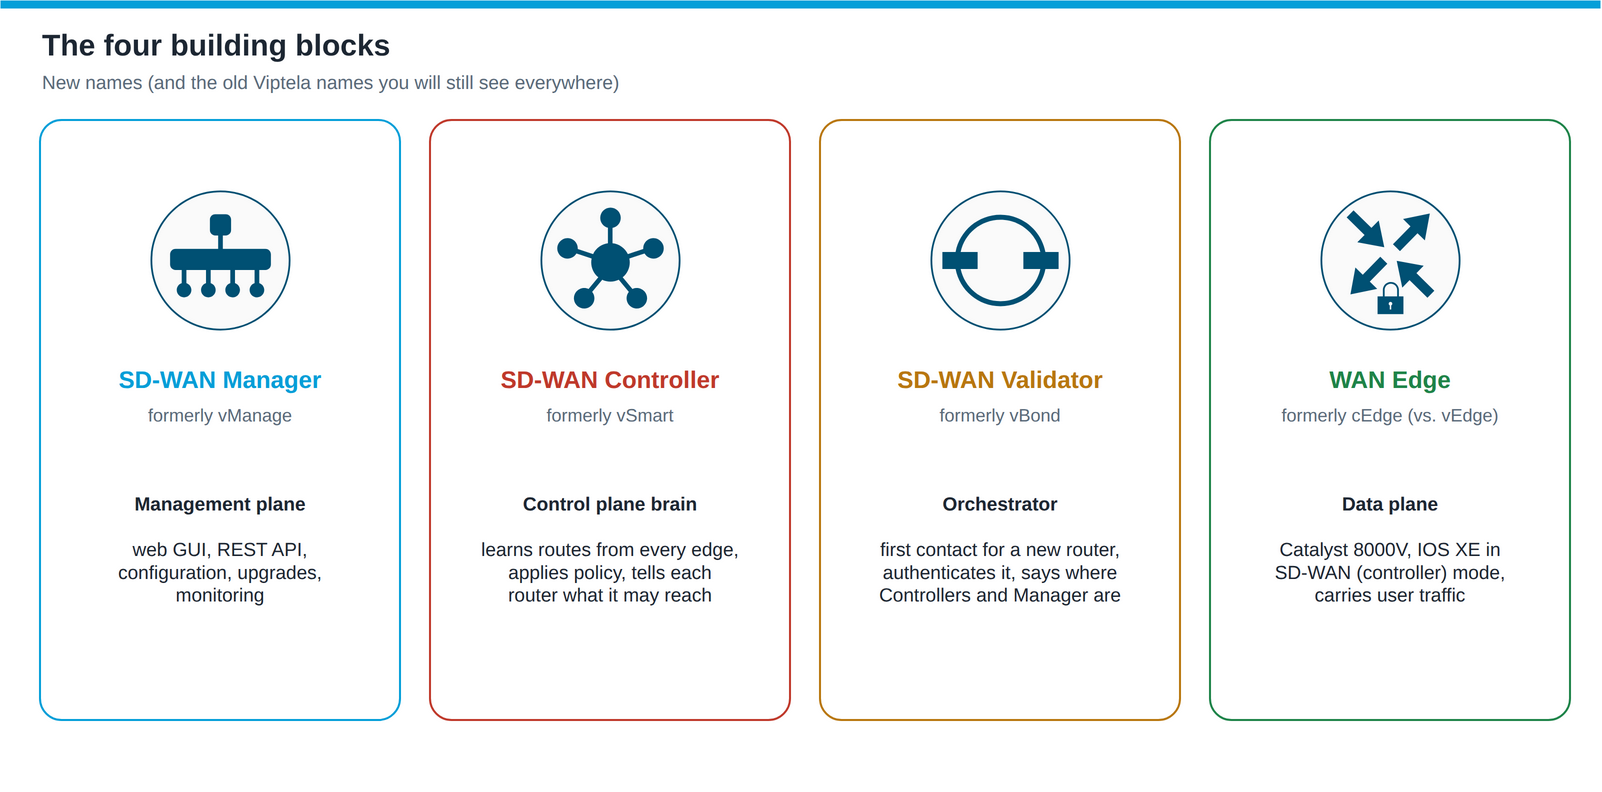 The four building blocks
New names (and the old Viptela names you will still see everywhere)
SD-WAN Manager
formerly vManage
Management plane
web GUI, REST API,
configuration, upgrades,
monitoring
SD-WAN Controller
formerly vSmart
Control plane brain
learns routes from every edge,
applies policy, tells each
router what it may reach
SD-WAN Validator
formerly vBond
Orchestrator
first contact for a new router,
authenticates it, says where
Controllers and Manager are
WAN Edge
formerly cEdge (vs. vEdge)
Data plane
Catalyst 8000V, IOS XE in
SD-WAN (controller) mode,
carries user traffic